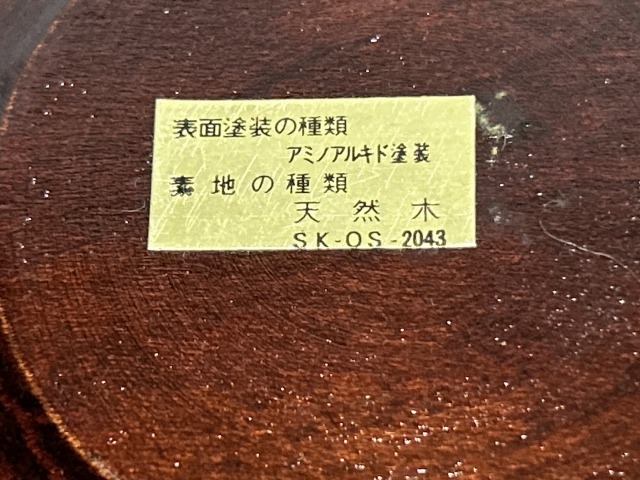 表面塗装の種類
アミノアルキド塗装
素地の種類
天然木
SK-OS-2043